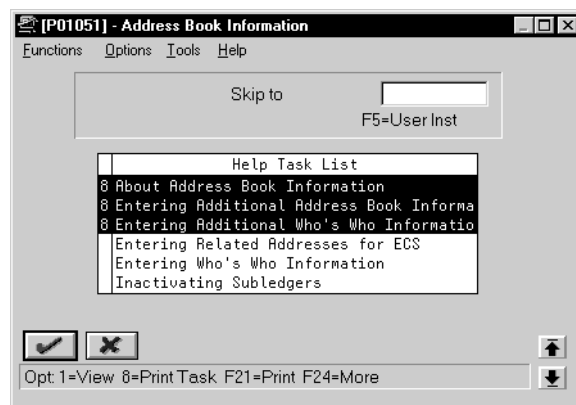 [P01051] - Address Book Information
Functions Options Tools Help
Skip to
F5=User Inst
Help Task List
8 About Address Book Information
8 Entering Additional Address Book Informa
8 Entering Additional Who's Who Informatio
Entering Related Addresses for ECS
Entering Who's Who Information
Inactivating Subledgers
Opt: 1=View 8=Print Task F21=Print F24=More